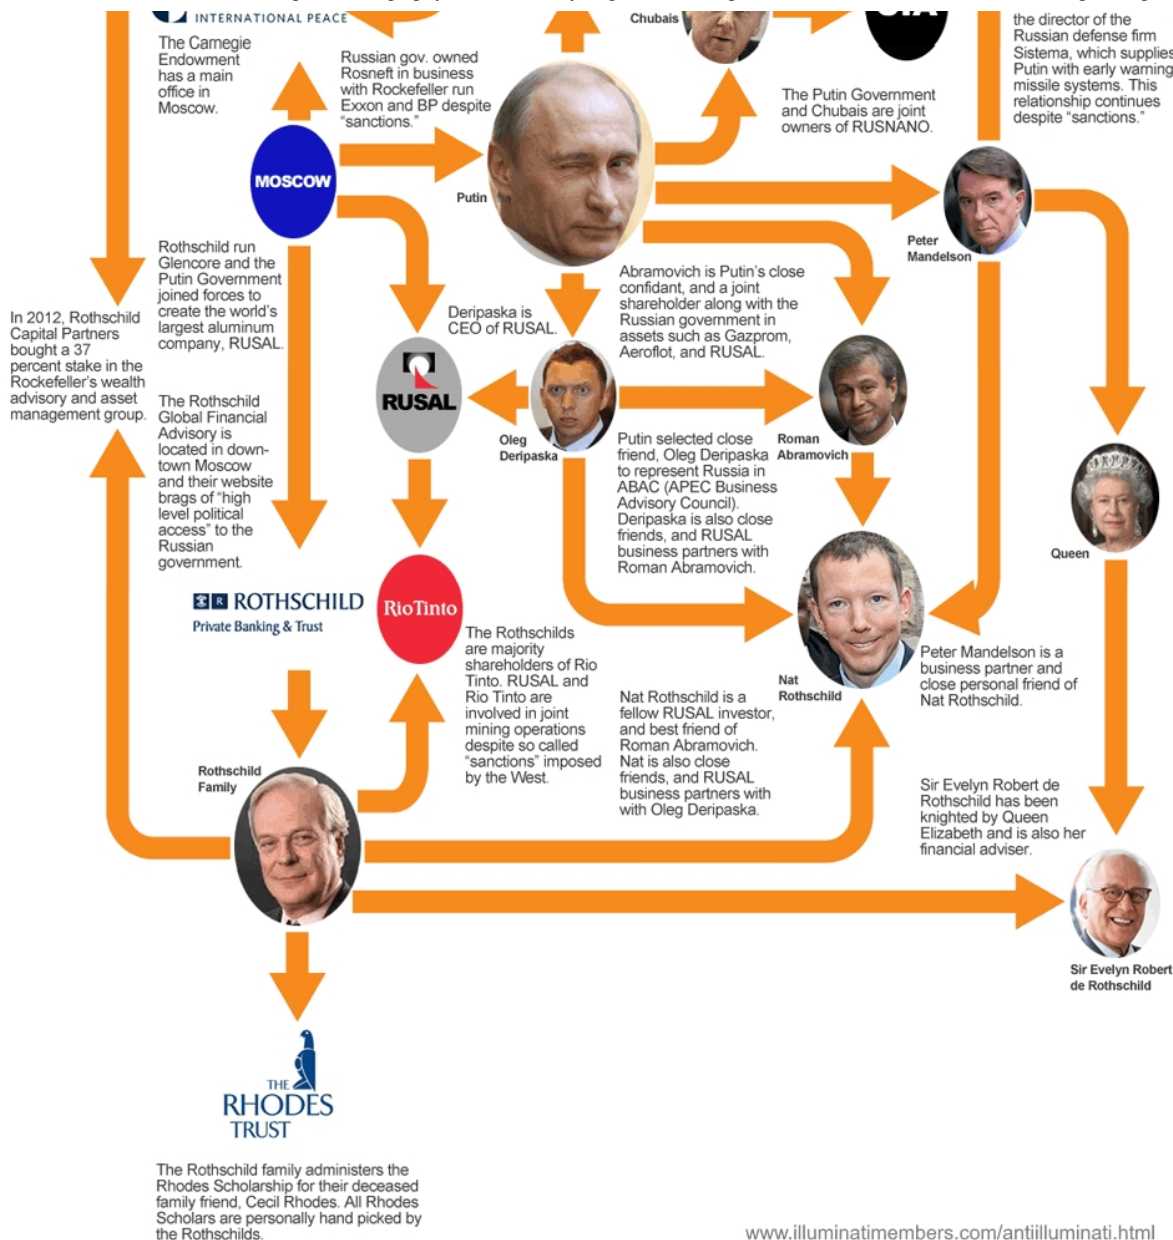 INTERNATIONAL PEACE
Chubais
The Carnegie
Endowment
has a main
office in
Moscow.
Russian gov. owned
Rosneft in business
with Rockefeller run
Exxon and BP despite
“sanctions.”
the director of the
Russian defense firm
Sistema, which supplies
Putin with early warning
missile systems. This
relationship continues
despite “sanctions.”
The Putin Government
and Chubais are joint
owners of RUSNANO.
MOSCOW
Putin
Peter
Mandelson
Rothschild run
Glencore and the
Putin Government
joined forces to
create the world's
largest aluminum
company, RUSAL.
In 2012, Rothschild
Capital Partners
bought a 37
percent stake in the
Rockefeller's wealth
advisory and asset
management group.
Deripaska is
CEO of RUSAL.
Abramovich is Putin's close
confidant, and a joint
shareholder along with the
Russian government in
assets such as Gazprom,
Aeroflot, and RUSAL.
RUSAL
The Rothschild
Global Financial
Advisory is
located in down-
town Moscow
and their website
brags of “high
level political
access” to the
Russian
government.
Oleg
Deripaska
Putin selected close
friend, Oleg Deripaska
to represent Russia in
ABAC (APEC Business
Advisory Council).
Deripaska is also close
friends, and RUSAL
business partners with
Roman Abramovich.
Roman
Abramovich
Queen
R ROTHSCHILD
Private Banking & Trust
RioTinto
The Rothschilds
are majority
shareholders of Rio
Tinto. RUSAL and
Rio Tinto are
involved in joint
mining operations
despite so called
“sanctions” imposed
by the West.
Nat
Rothschild
Peter Mandelson is a
business partner and
close personal friend of
Nat Rothschild.
Nat Rothschild is a
fellow RUSAL investor,
and best friend of
Roman Abramovich.
Nat is also close
friends, and RUSAL
business partners with
with Oleg Deripaska.
Rothschild
Family
Sir Evelyn Robert de
Rothschild has been
knighted by Queen
Elizabeth and is also her
financial adviser.
Sir Evelyn Robert
de Rothschild
THE
RHODES
TRUST
The Rothschild family administers the
Rhodes Scholarship for their deceased
family friend, Cecil Rhodes. All Rhodes
Scholars are personally hand picked by
the Rothschilds.
www.illuminatimembers.com/antiilluminati.html